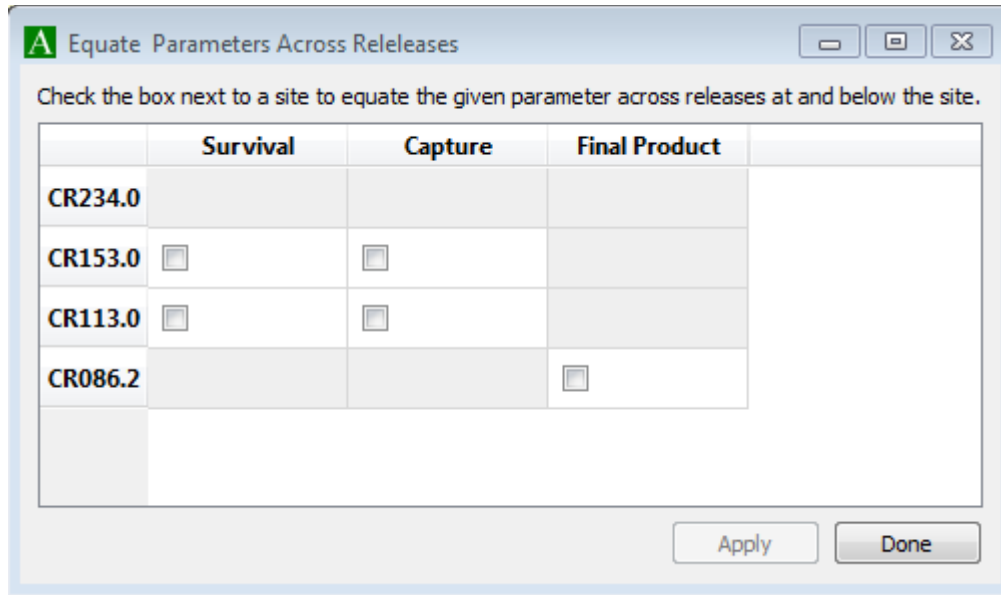 A Equate Parameters Across Releleases
Check the box next to a site to equate the given parameter across releases at and below the site.
Survival Capture Final Product
CR234.0
CR153.0
CR113.0
CR086.2
Apply Done